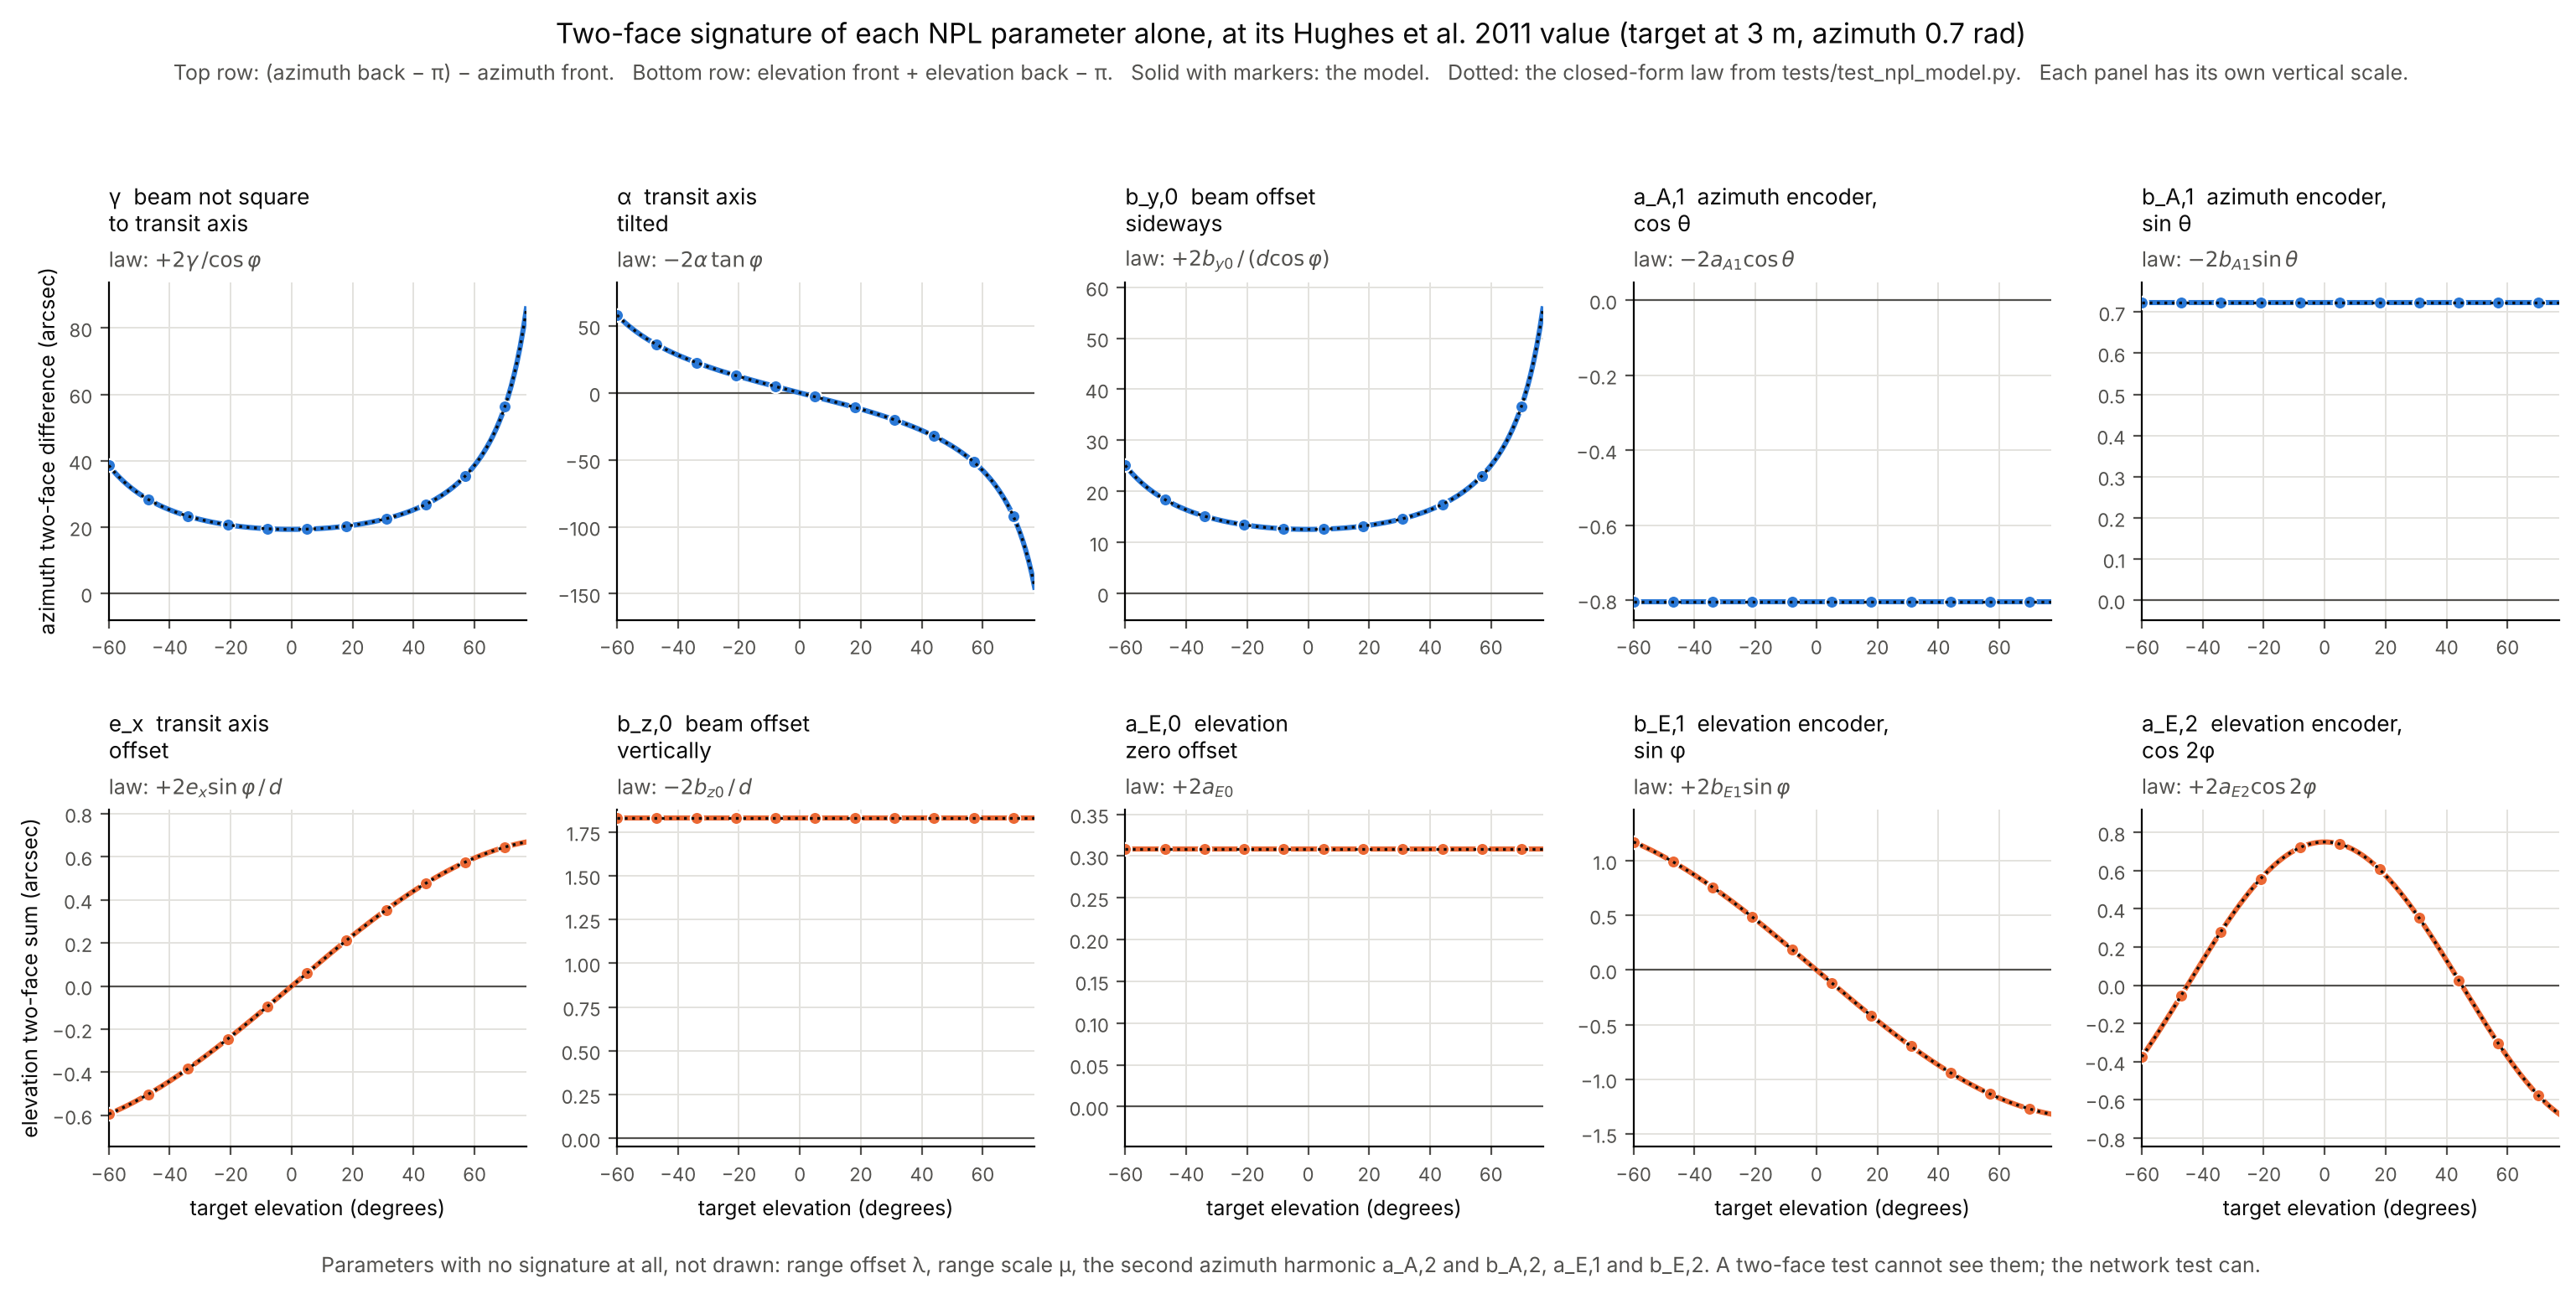 Two-face signature of each NPL parameter alone, at its Hughes et al. 2011 value (target at 3 m, azimuth 0.7 rad)
Top row: (azimuth back − π) − azimuth front.   Bottom row: elevation front + elevation back − π.   Solid with markers: the model.   Dotted: the closed-form law from tests/test_npl_model.py.   Each panel has its own vertical scale.
γ  beam not square
to transit axis
law: +2γ/cos φ
azimuth two-face difference (arcsec)
80
60
40
20
0
−60 −40 −20 0 20 40 60
α  transit axis
tilted
law: −2α tan φ
50
0
−50
−100
−150
−60 −40 −20 0 20 40 60
b_y,0  beam offset
sideways
law: +2b_y0 / (d cos φ)
60
50
40
30
20
10
0
−60 −40 −20 0 20 40 60
a_A,1  azimuth encoder,
cos θ
law: −2a_A1 cos θ
0.0
−0.2
−0.4
−0.6
−0.8
−60 −40 −20 0 20 40 60
b_A,1  azimuth encoder,
sin θ
law: −2b_A1 sin θ
0.7
0.6
0.5
0.4
0.3
0.2
0.1
0.0
−60 −40 −20 0 20 40 60
e_x  transit axis
offset
law: +2e_x sin φ / d
elevation two-face sum (arcsec)
0.8
0.6
0.4
0.2
0.0
−0.2
−0.4
−0.6
−60 −40 −20 0 20 40 60
target elevation (degrees)
b_z,0  beam offset
vertically
law: −2b_z0 / d
1.75
1.50
1.25
1.00
0.75
0.50
0.25
0.00
−60 −40 −20 0 20 40 60
target elevation (degrees)
a_E,0  elevation
zero offset
law: +2a_E0
0.35
0.30
0.25
0.20
0.15
0.10
0.05
0.00
−60 −40 −20 0 20 40 60
target elevation (degrees)
b_E,1  elevation encoder,
sin φ
law: +2b_E1 sin φ
1.0
0.5
0.0
−0.5
−1.0
−1.5
−60 −40 −20 0 20 40 60
target elevation (degrees)
a_E,2  elevation encoder,
cos 2φ
law: +2a_E2 cos 2φ
0.8
0.6
0.4
0.2
0.0
−0.2
−0.4
−0.6
−0.8
−60 −40 −20 0 20 40 60
target elevation (degrees)
Parameters with no signature at all, not drawn: range offset λ, range scale μ, the second azimuth harmonic a_A,2 and b_A,2, a_E,1 and b_E,2. A two-face test cannot see them; the network test can.